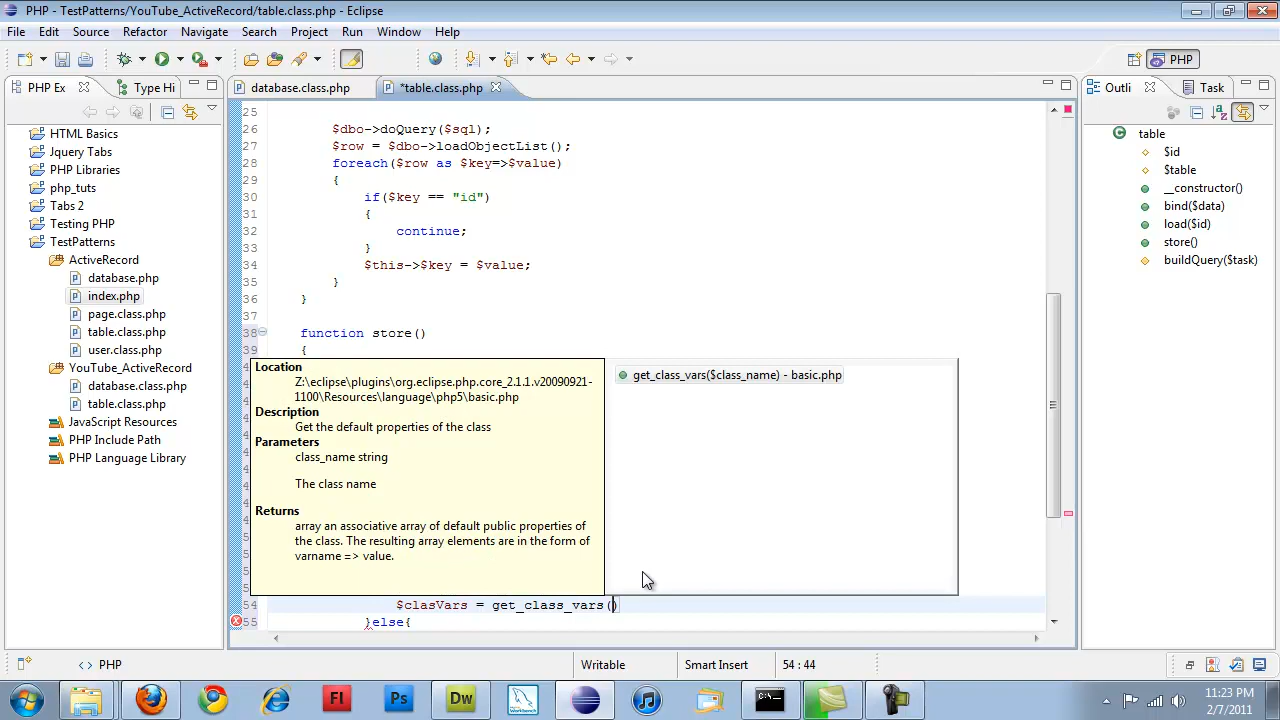 PHP - TestPatterns/YouTube_ActiveRecord/table.class.php - Eclipse
File Edit Source Refactor Navigate Search Project Run Window Help
PHP
PHP Ex Type Hi
database.class.php *table.class.php
Outli Task
HTML Basics
Jquery Tabs
PHP Libraries
php_tuts
Tabs 2
Testing PHP
TestPatterns
ActiveRecord
database.php
index.php
page.class.php
table.class.php
user.class.php
YouTube_ActiveRecord
database.class.php
table.class.php
JavaScript Resources
PHP Include Path
PHP Language Library
25
26 $dbo->doQuery($sql);
27 $row = $dbo->loadObjectList();
28 foreach($row as $key=>$value)
29 {
30 if($key == "id")
31 {
32 continue;
33 }
34 $this->$key = $value;
35 }
36 }
37
38 function store()
39 {
Location
Z:\eclipse\plugins\org.eclipse.php.core_2.1.1.v20090921-
1100\Resources\language\php5\basic.php
Description
Get the default properties of the class
Parameters
class_name string
The class name
Returns
array an associative array of default public properties of
the class. The resulting array elements are in the form of
varname => value.
get_class_vars($class_name) - basic.php
54 $clasVars = get_class_vars()
55 }else{
table
$id
$table
__constructor()
bind($data)
load($id)
store()
buildQuery($task)
PHP Writable Smart Insert 54 : 44
Fl Ps Dw
11:23 PM
2/7/2011